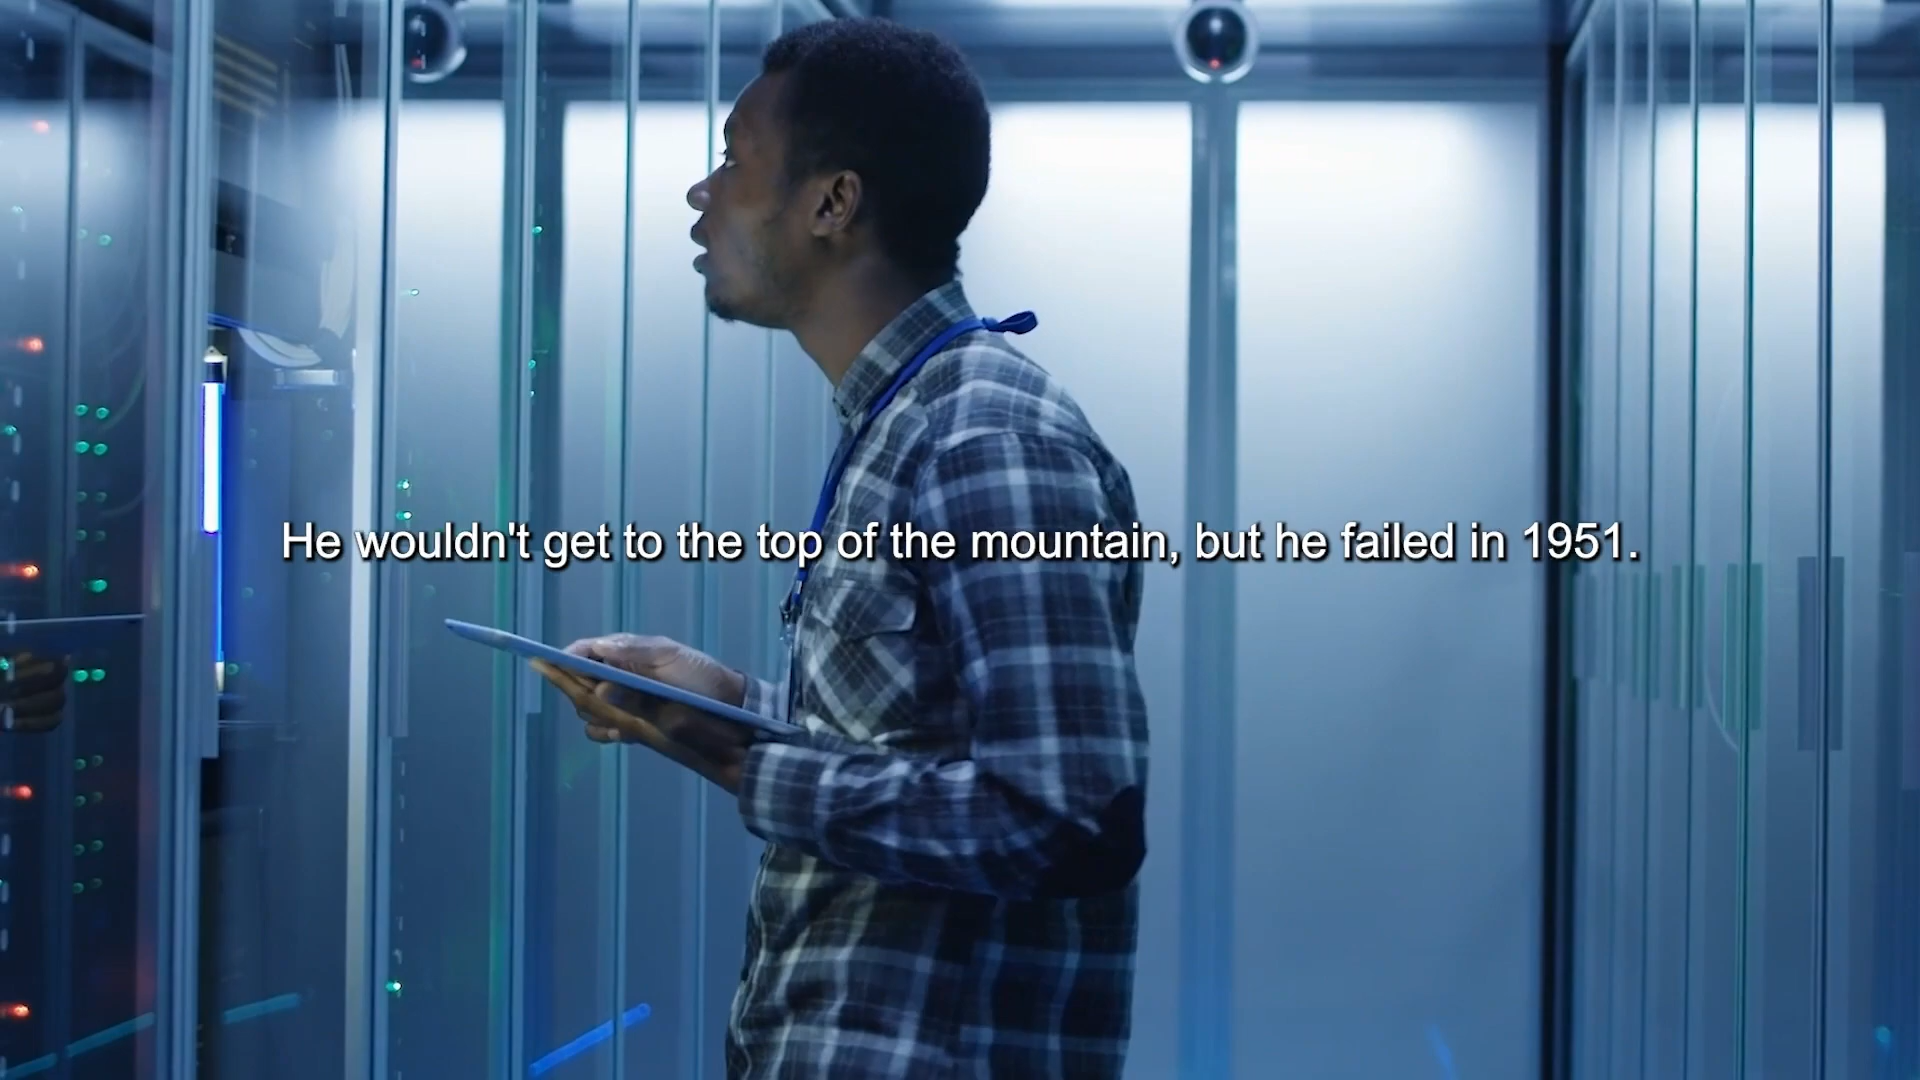 He wouldn't get to the top of the mountain, but he failed in 1951.